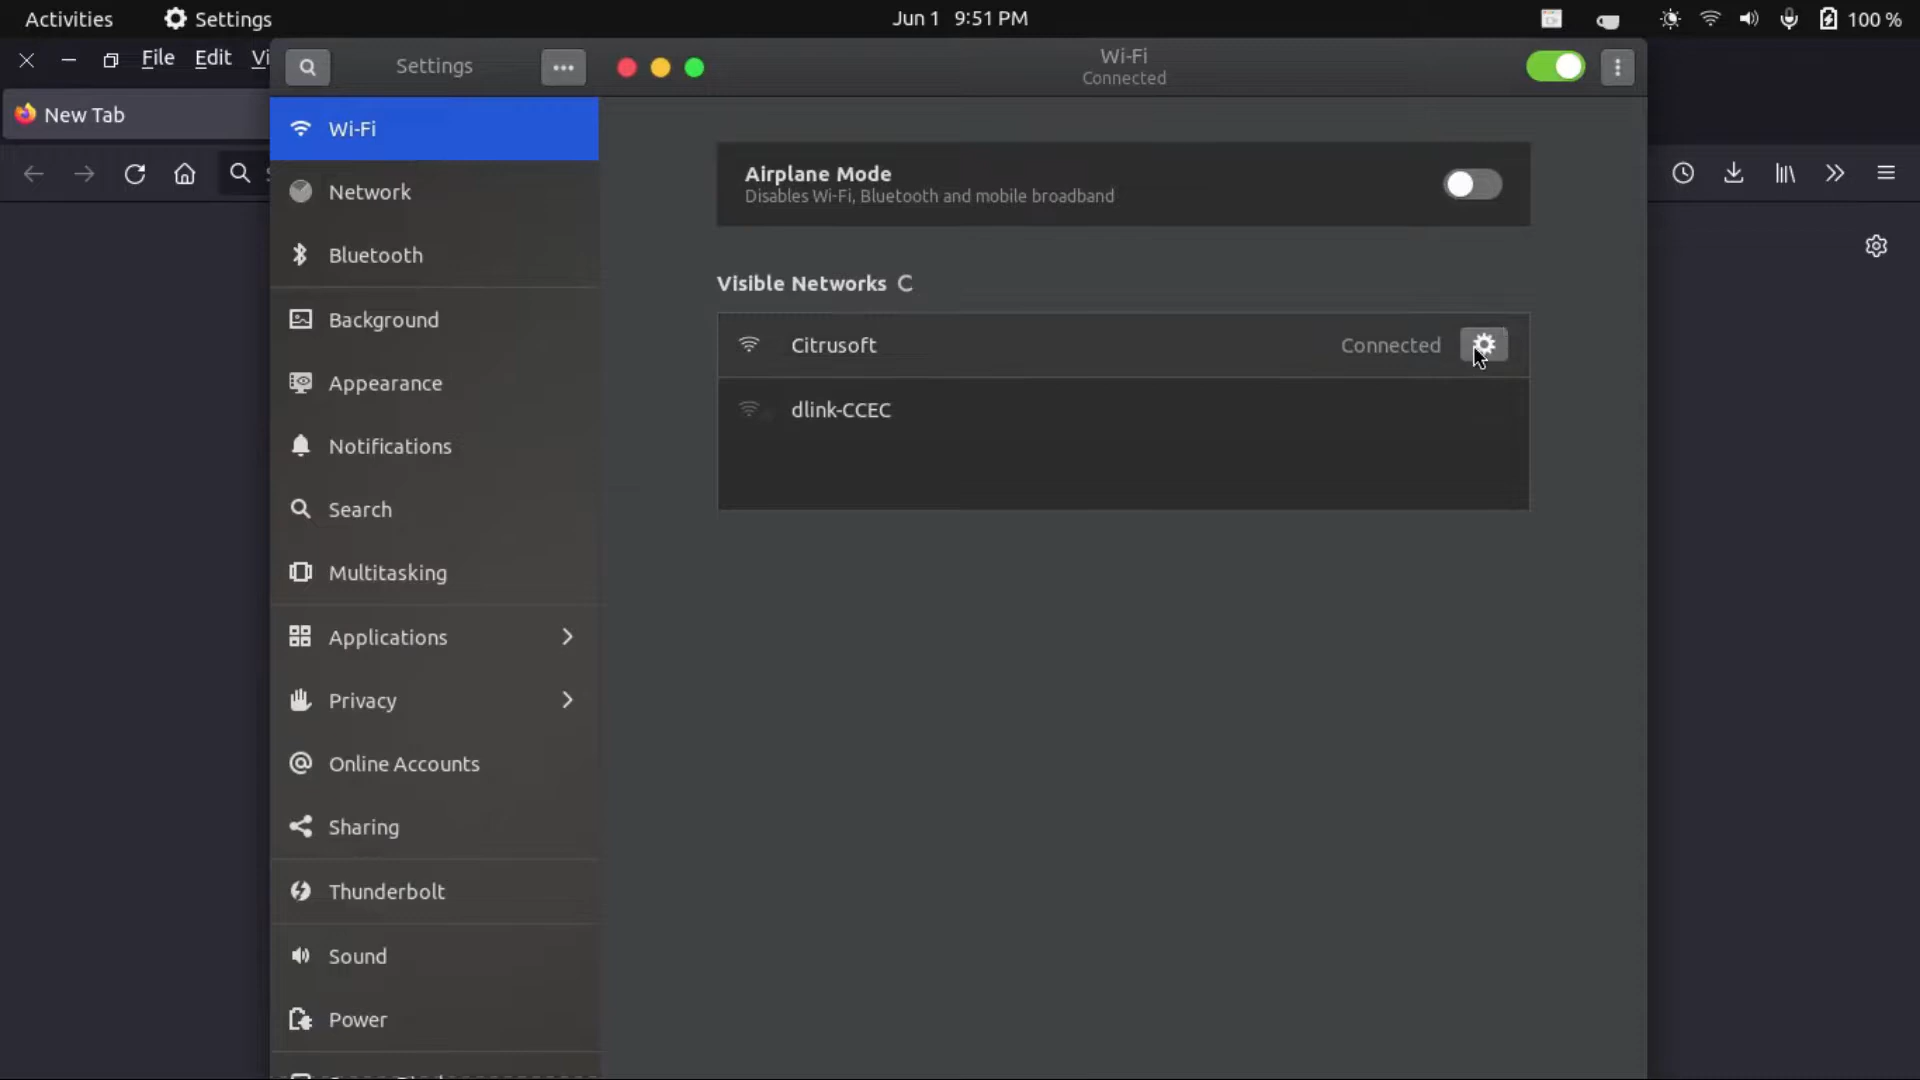 Activities
Settings
Jun 1 9:51 PM
100 %
File Edit
Settings
Wi-Fi
Connected
New Tab
Wi-Fi
Network
Bluetooth
Background
Appearance
Notifications
Search
Multitasking
Applications
Privacy
Online Accounts
Sharing
Thunderbolt
Sound
Power
Airplane Mode
Disables Wi-Fi, Bluetooth and mobile broadband
Visible Networks
Citrusoft
Connected
dlink-CCEC